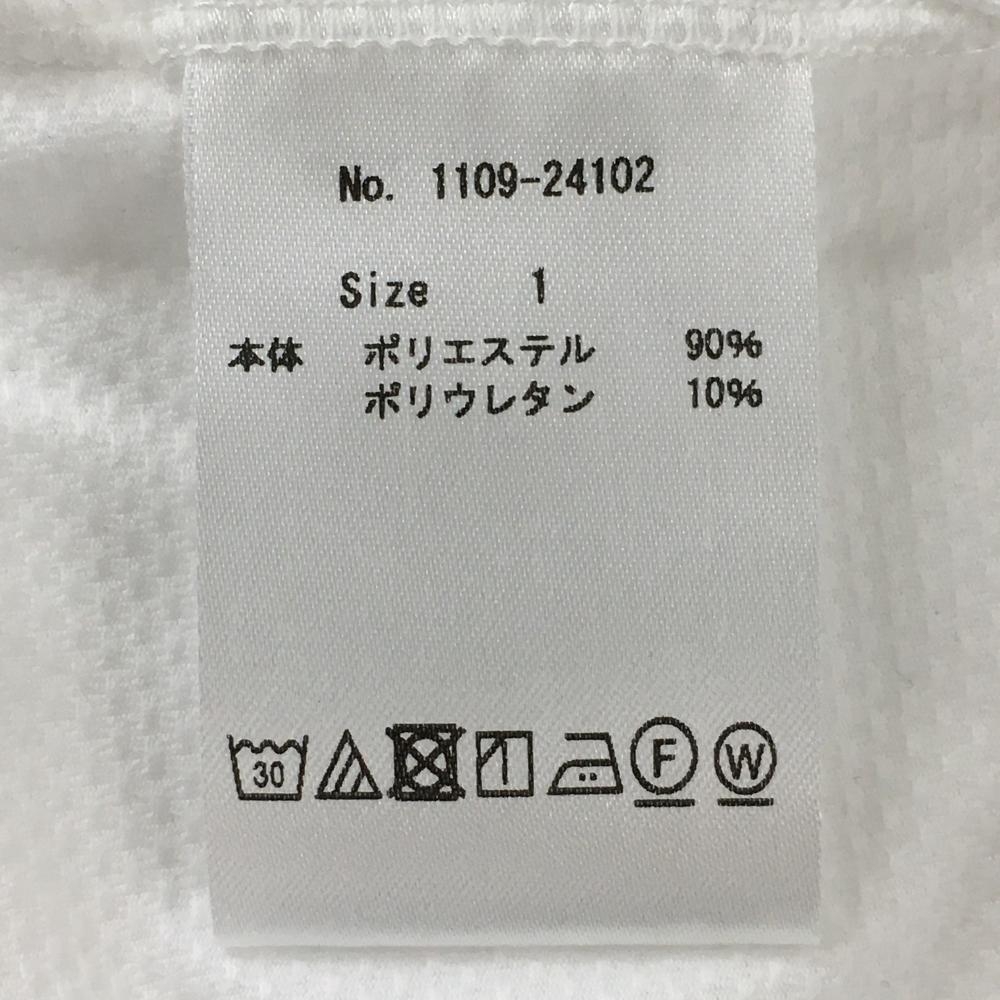 No. 1109-24102
Size 1
本体 ポリエステル 90%
ポリウレタン 10%
30 F W